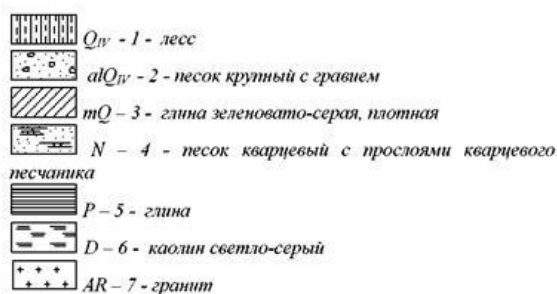 Q_IV - 1 - лесс
alQ_IV - 2 - песок крупный с гравием
mQ – 3 - глина зеленовато-серая, плотная
N – 4 - песок кварцевый с прослоями кварцевого
песчаника
P – 5 - глина
D – 6 - каолин светло-серый
AR – 7 - гранит